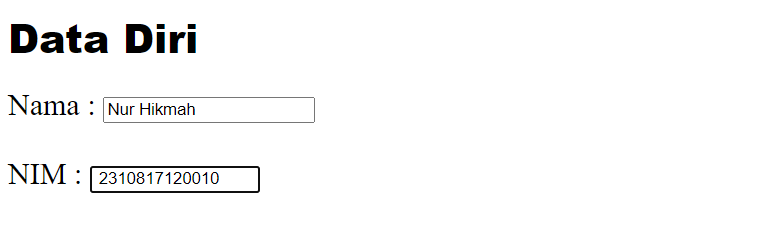 Data Diri
Nama : Nur Hikmah
NIM : 2310817120010